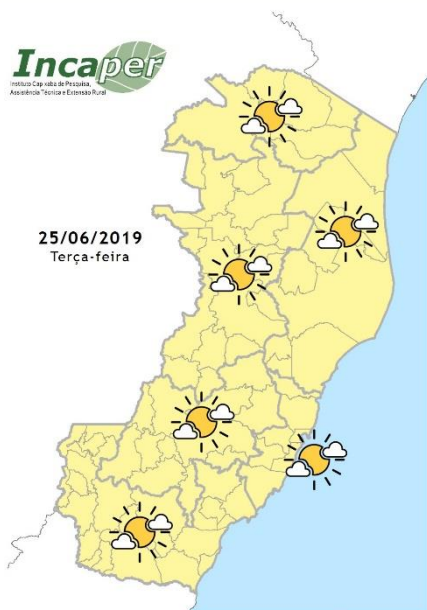 Incaper
Instituto Capixaba de Pesquisa,
Assistência Técnica e Extensão Rural
25/06/2019
Terça-feira